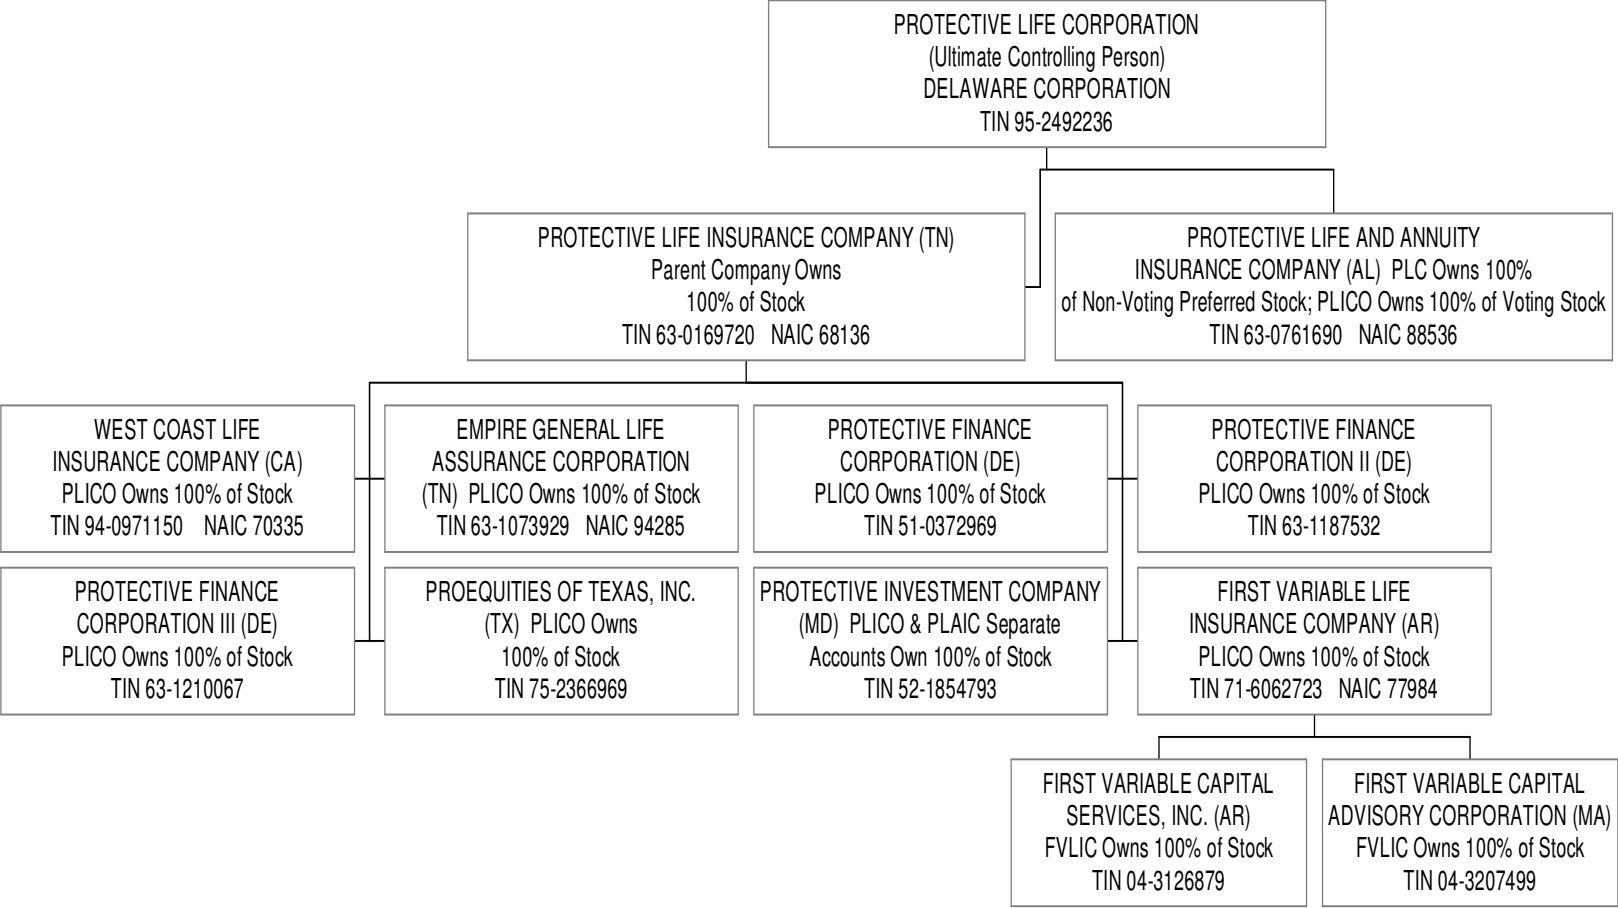 PROTECTIVE LIFE CORPORATION
(Ultimate Controlling Person)
DELAWARE CORPORATION
TIN 95-2492236
PROTECTIVE LIFE INSURANCE COMPANY (TN)
Parent Company Owns
100% of Stock
TIN 63-0169720 NAIC 68136
PROTECTIVE LIFE AND ANNUITY
INSURANCE COMPANY (AL) PLC Owns 100%
of Non-Voting Preferred Stock; PLICO Owns 100% of Voting Stock
TIN 63-0761690 NAIC 88536
WEST COAST LIFE
INSURANCE COMPANY (CA)
PLICO Owns 100% of Stock
TIN 94-0971150 NAIC 70335
EMPIRE GENERAL LIFE
ASSURANCE CORPORATION
(TN) PLICO Owns 100% of Stock
TIN 63-1073929 NAIC 94285
PROTECTIVE FINANCE
CORPORATION (DE)
PLICO Owns 100% of Stock
TIN 51-0372969
PROTECTIVE FINANCE
CORPORATION II (DE)
PLICO Owns 100% of Stock
TIN 63-1187532
PROTECTIVE FINANCE
CORPORATION III (DE)
PLICO Owns 100% of Stock
TIN 63-1210067
PROEQUITIES OF TEXAS, INC.
(TX) PLICO Owns
100% of Stock
TIN 75-2366969
PROTECTIVE INVESTMENT COMPANY
(MD) PLICO & PLAIC Separate
Accounts Own 100% of Stock
TIN 52-1854793
FIRST VARIABLE LIFE
INSURANCE COMPANY (AR)
PLICO Owns 100% of Stock
TIN 71-6062723 NAIC 77984
FIRST VARIABLE CAPITAL
SERVICES, INC. (AR)
FVLIC Owns 100% of Stock
TIN 04-3126879
FIRST VARIABLE CAPITAL
ADVISORY CORPORATION (MA)
FVLIC Owns 100% of Stock
TIN 04-3207499